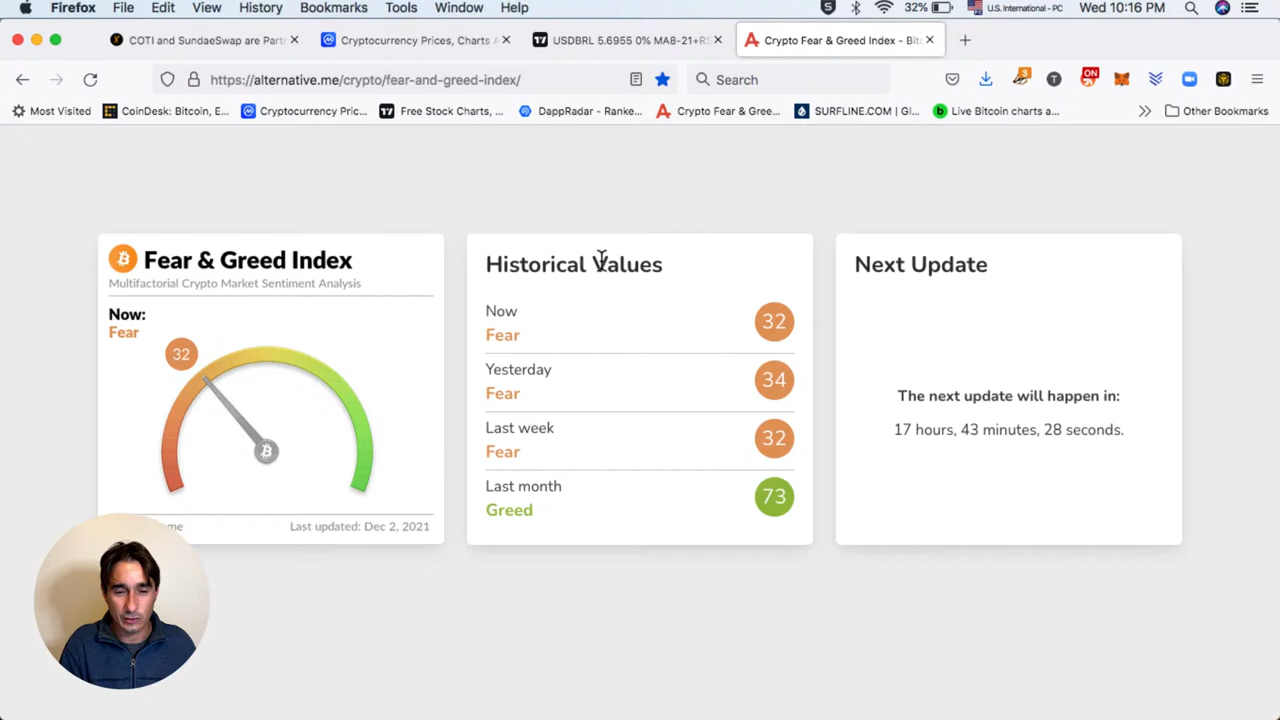 Firefox File Edit View History Bookmarks Tools Window Help 32% U.S. International - PC Wed 10:16 PM
COTI and SundaeSwap are Part
Cryptocurrency Prices, Charts A
USDBRL 5.6955 0% MA8-21+RS
Crypto Fear & Greed Index - Bitc
https://alternative.me/crypto/fear-and-greed-index/
Search
3
T
ON
Most Visited
CoinDesk: Bitcoin, E...
Cryptocurrency Pric...
Free Stock Charts, ...
DappRadar - Ranke...
Crypto Fear & Gree...
SURFLINE.COM | Gl...
Live Bitcoin charts a...
Other Bookmarks
Fear & Greed Index
Multifactorial Crypto Market Sentiment Analysis
Now:
Fear
32
me
Last updated: Dec 2, 2021
Historical Values
Now
Fear
32
Yesterday
Fear
34
Last week
Fear
32
Last month
Greed
73
Next Update
The next update will happen in:
17 hours, 43 minutes, 28 seconds.